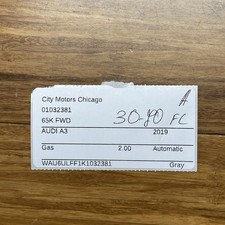 City Motors Chicago A
01032381
65K FWD 30-80 FC
AUDI A3 2019
Gas 2.00 Automatic
WAU6ULFF1K1032381
Gray